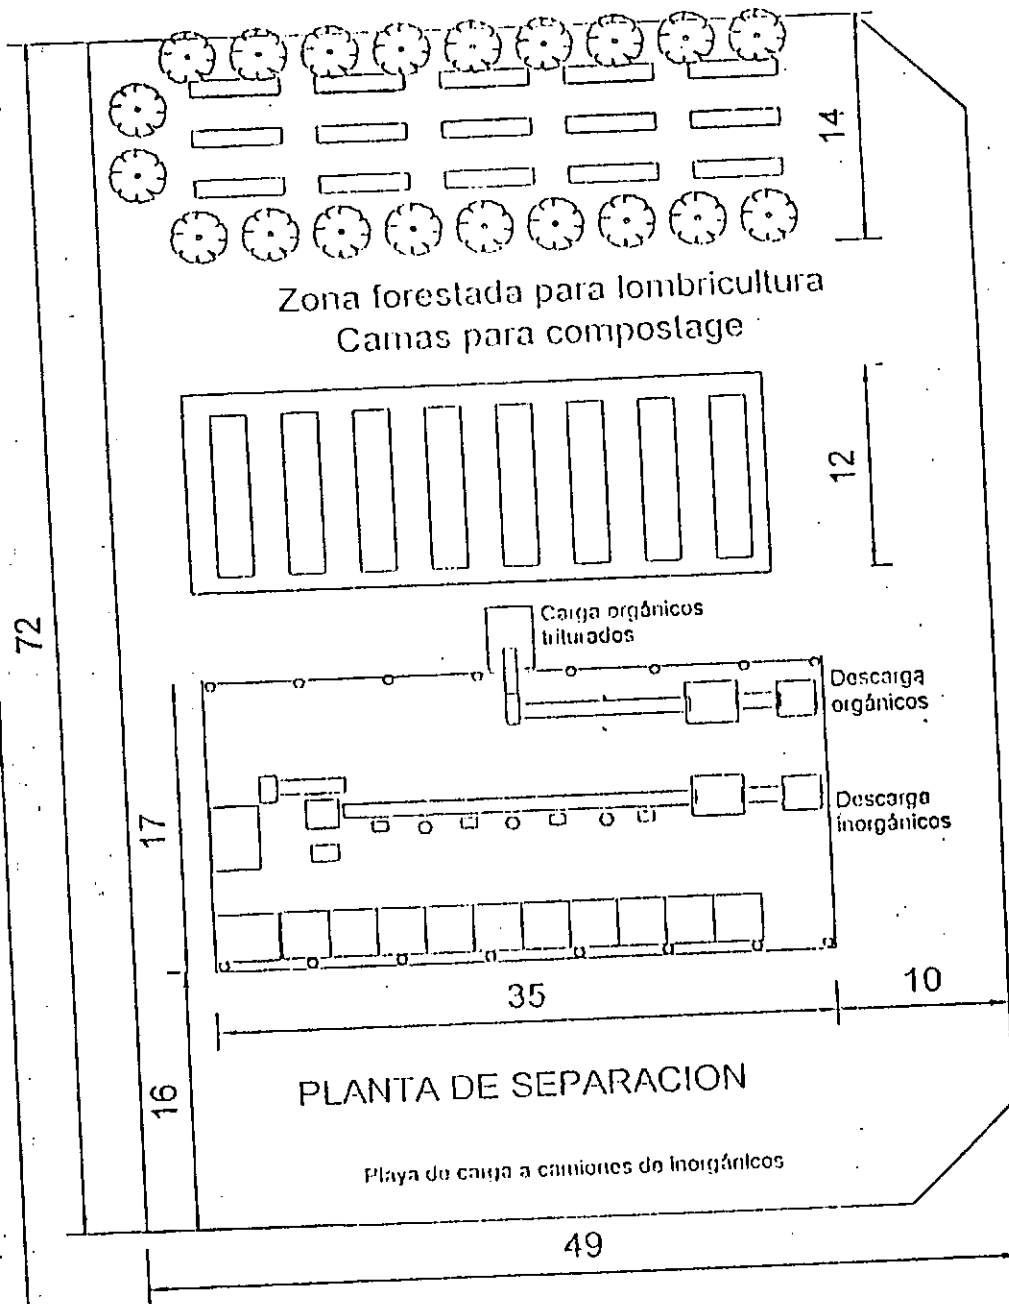 14
Zona forestada para lombricultura
Camas para compostage
12
72
Carga orgánicos
triturados
Descarga
orgánicos
17
Descarga
inorgánicos
35
10
16
PLANTA DE SEPARACION
Playa de carga a camiones de inorgánicos
49